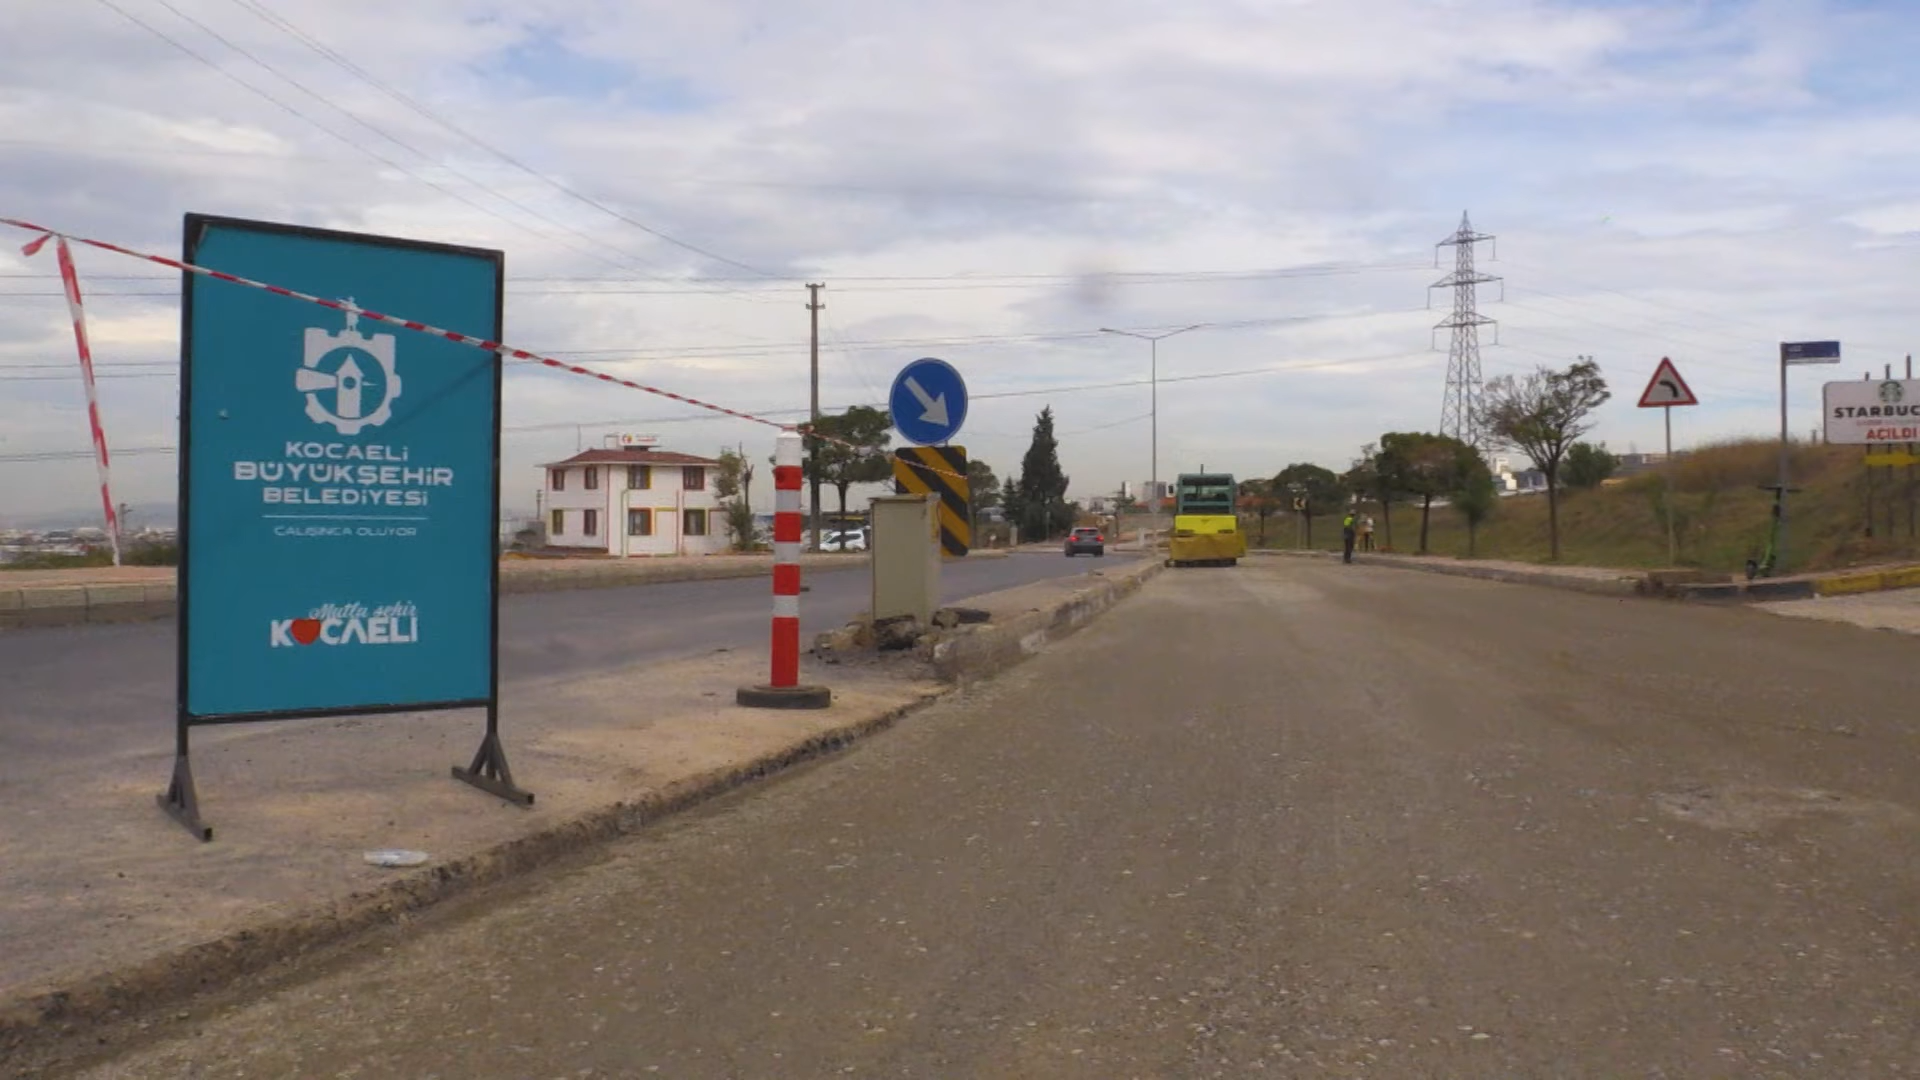 KOCAELİ
BÜYÜKŞEHİR
BELEDİYESİ
ÇALIŞINCA OLUYOR
Mutlu şehir
KOCAELİ
STARBUC
AÇILDI